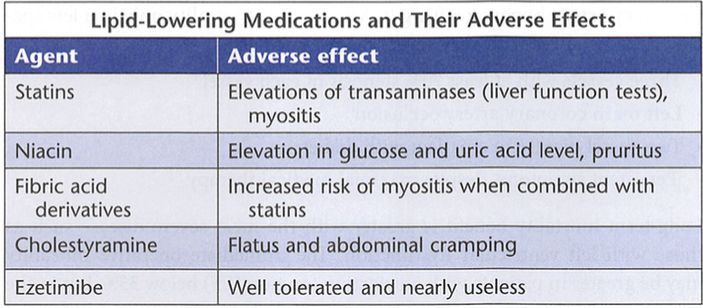 Lipid-Lowering Medications and Their Adverse Effects
Agent Adverse effect
Statins Elevations of transaminases (liver function tests),
myositis
Niacin Elevation in glucose and uric acid level, pruritus
Fibric acid Increased risk of myositis when combined with
derivatives statins
Cholestyramine Flatus and abdominal cramping
Ezetimibe Well tolerated and nearly useless